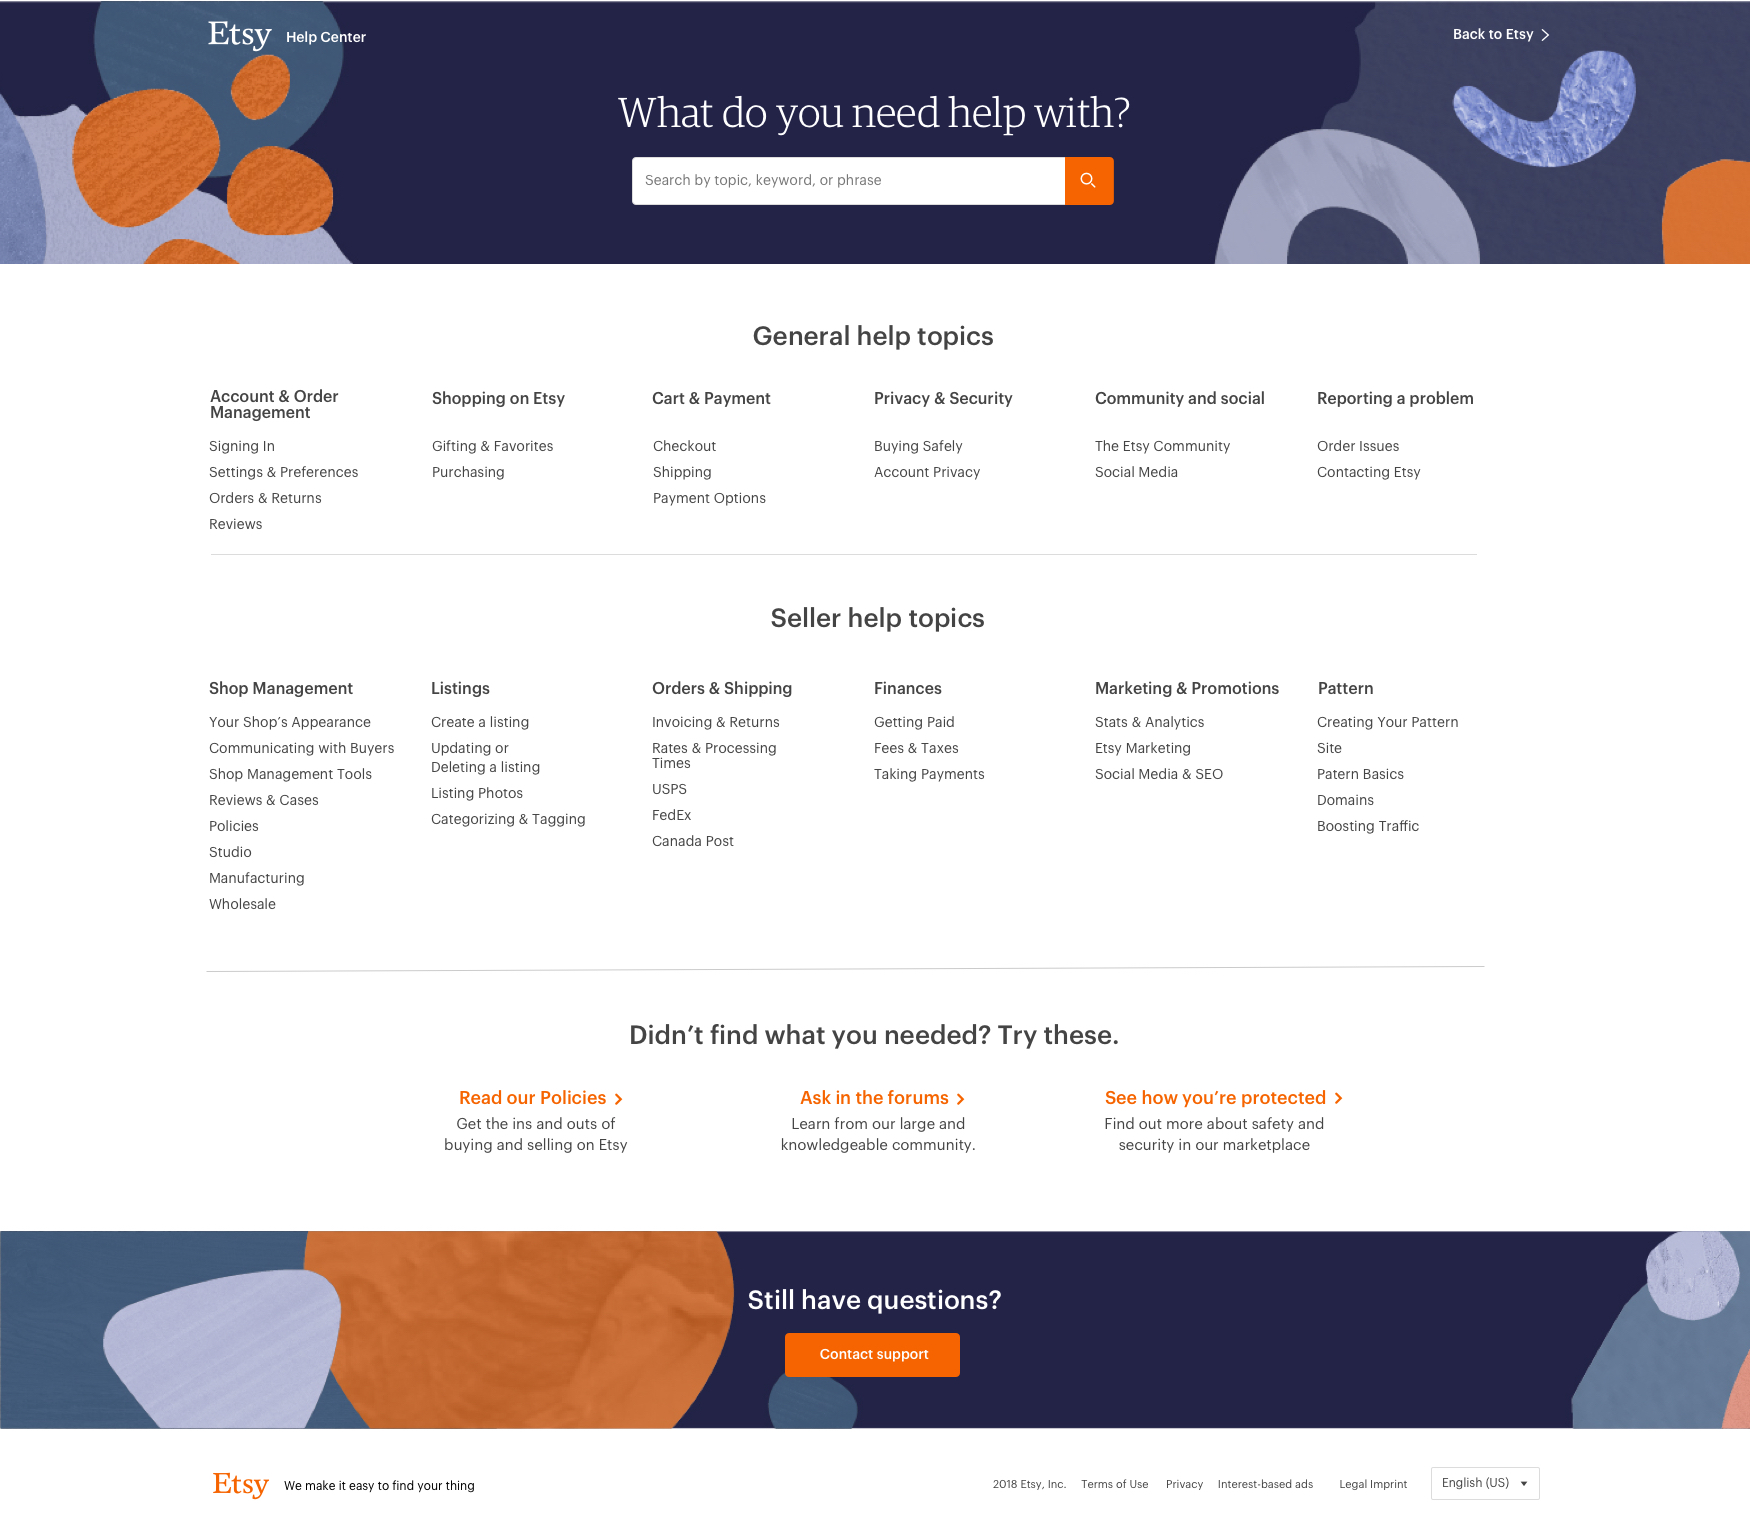 Etsy Help Center
Back to Etsy
What do you need help with?
Search by topic, keyword, or phrase
General help topics
Account & Order
Management
Signing In
Settings & Preferences
Orders & Returns
Reviews
Shopping on Etsy
Gifting & Favorites
Purchasing
Cart & Payment
Checkout
Shipping
Payment Options
Privacy & Security
Buying Safely
Account Privacy
Community and social
The Etsy Community
Social Media
Reporting a problem
Order Issues
Contacting Etsy
Seller help topics
Shop Management
Your Shop's Appearance
Communicating with Buyers
Shop Management Tools
Reviews & Cases
Policies
Studio
Manufacturing
Wholesale
Listings
Create a listing
Updating or
Deleting a listing
Listing Photos
Categorizing & Tagging
Orders & Shipping
Invoicing & Returns
Rates & Processing
Times
USPS
FedEx
Canada Post
Finances
Getting Paid
Fees & Taxes
Taking Payments
Marketing & Promotions
Stats & Analytics
Etsy Marketing
Social Media & SEO
Pattern
Creating Your Pattern
Site
Patern Basics
Domains
Boosting Traffic
Didn't find what you needed? Try these.
Read our Policies
Get the ins and outs of
buying and selling on Etsy
Ask in the forums
Learn from our large and
knowledgeable community.
See how you're protected
Find out more about safety and
security in our marketplace
Still have questions?
Contact support
Etsy We make it easy to find your thing
2018 Etsy, Inc. Terms of Use Privacy Interest-based ads Legal Imprint English (US)